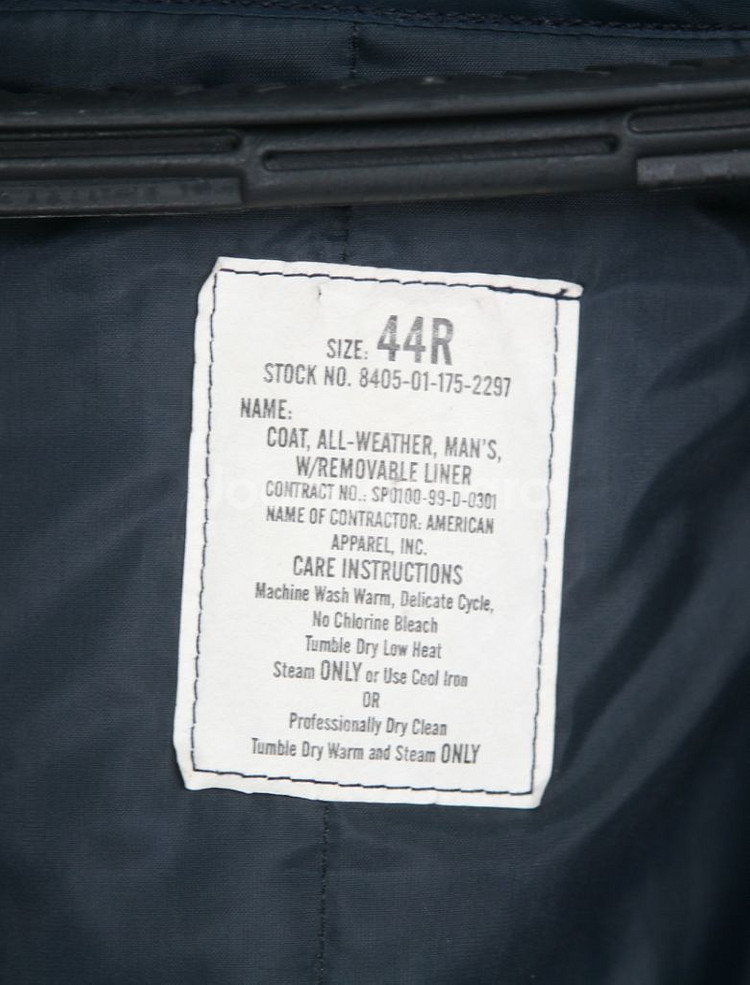 SIZE: 44R
STOCK NO. 8405-01-175-2297
NAME:
COAT, ALL-WEATHER, MAN'S,
W/REMOVABLE LINER
CONTRACT NO.: SP0100-99-D-0301
NAME OF CONTRACTOR: AMERICAN
APPAREL, INC.
CARE INSTRUCTIONS
Machine Wash Warm, Delicate Cycle,
No Chlorine Bleach
Tumble Dry Low Heat
Steam ONLY or Use Cool Iron
OR
Professionally Dry Clean
Tumble Dry Warm and Steam ONLY